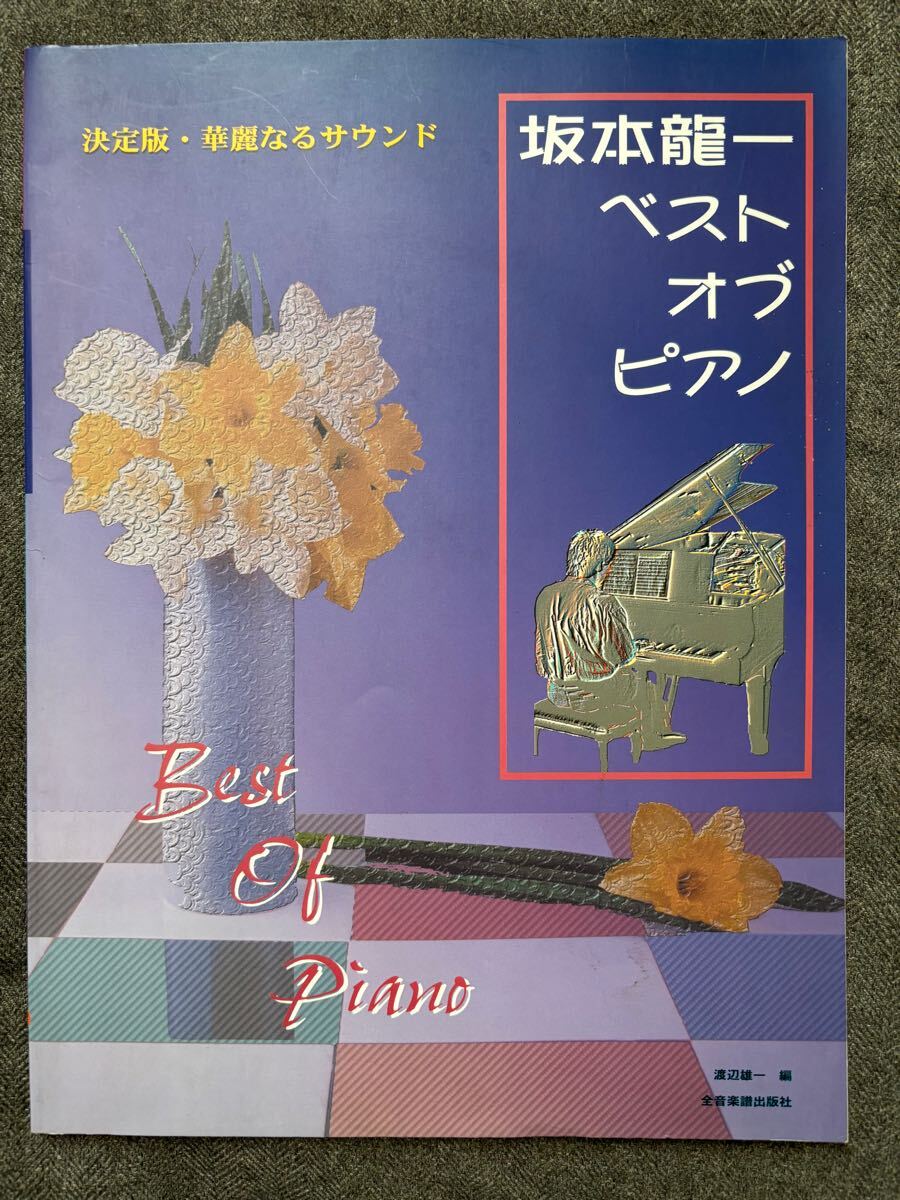 決定版・華麗なるサウンド
坂本龍一
ベスト
オブ
ピアノ
Best
Of
Piano
渡辺雄一 編
全音楽譜出版社